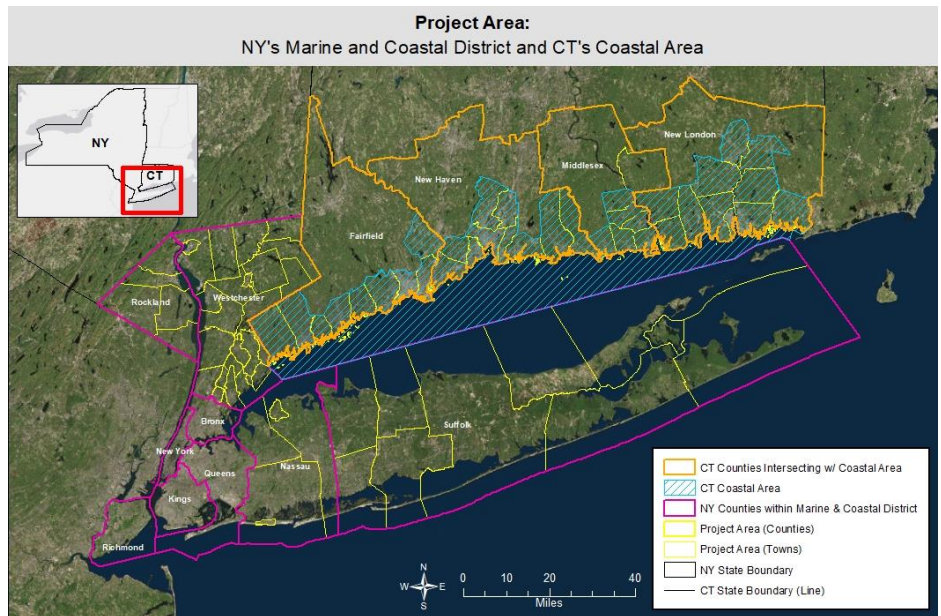 Project Area:
NY's Marine and Coastal District and CT's Coastal Area
NY
CT
New London
Middlesex
New Haven
Fairfield
Rockland
Westchester
Bronx
New York
Queens
Nassau
Suffolk
Kings
Richmond
N
W E
S
0 10 20 40
Miles
CT Counties Intersecting w/ Coastal Area
CT Coastal Area
NY Counties within Marine & Coastal District
Project Area (Counties)
Project Area (Towns)
NY State Boundary
CT State Boundary (Line)